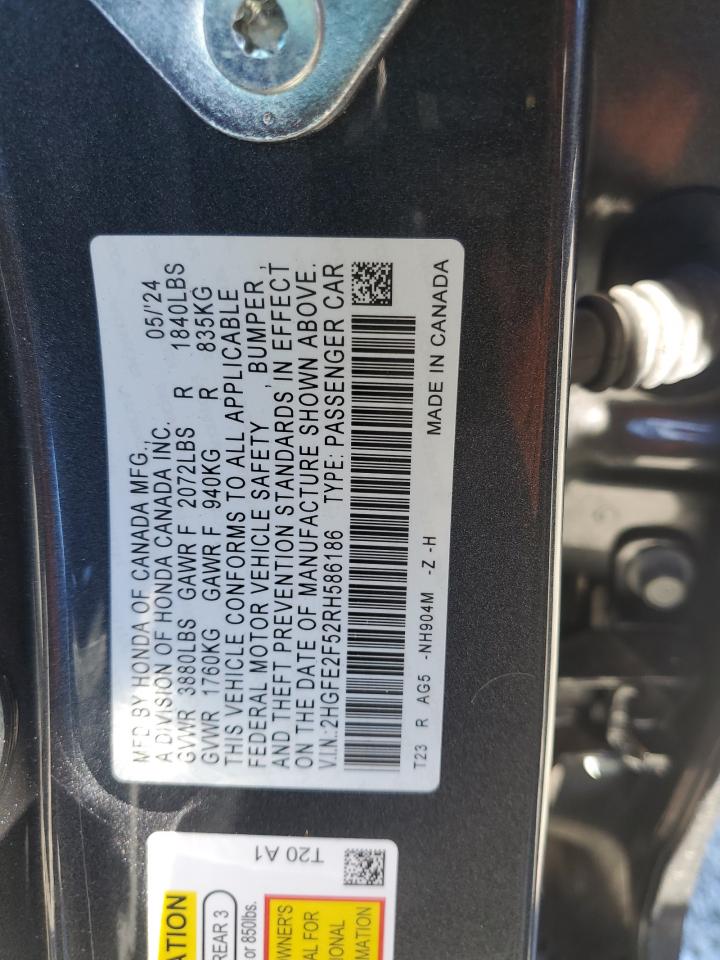 MFD BY HONDA OF CANADA MFG.,
A DIVISION OF HONDA CANADA INC. 05/'24
GVWR 3880LBS GAWR F 2072LBS R 1840LBS
GVWR 1760KG GAWR F 940KG R 835KG
THIS VEHICLE CONFORMS TO ALL APPLICABLE
FEDERAL MOTOR VEHICLE SAFETY , BUMPER ,
AND THEFT PREVENTION STANDARDS IN EFFECT
ON THE DATE OF MANUFACTURE SHOWN ABOVE.
V.I.N.:2HGFE2F52RH586186 TYPE: PASSENGER CAR
T23 R AG5 -NH904M -Z -H MADE IN CANADA
T20 A1
ATION
REAR 3
or 850lbs.
WNER'S
AL FOR
IONAL
MATION